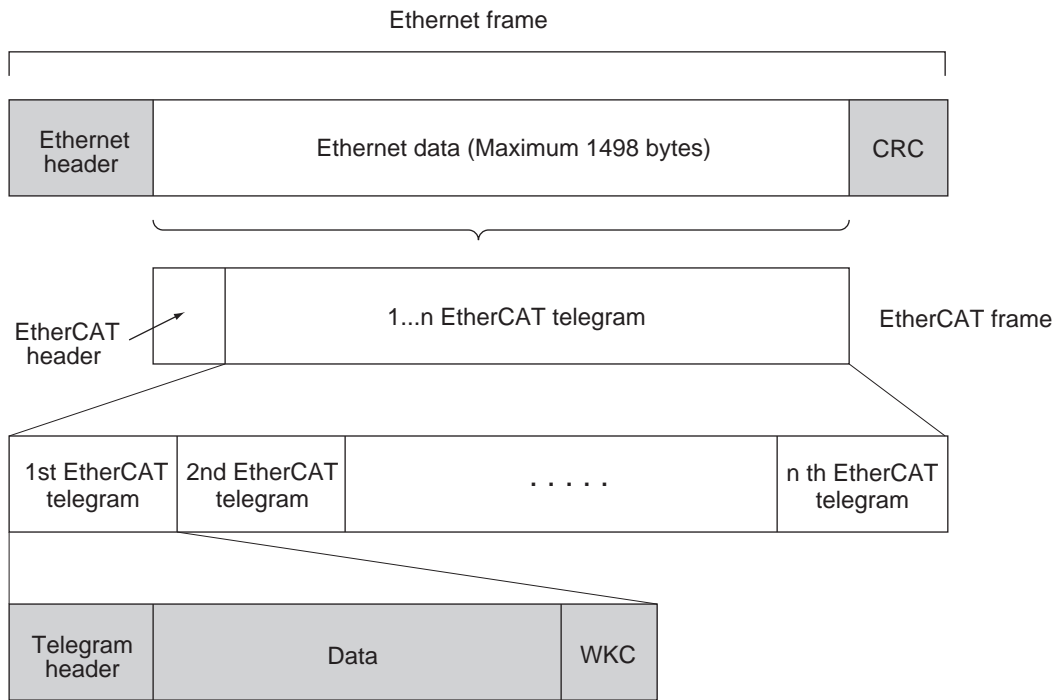 Ethernet frame
Ethernet
header
Ethernet data (Maximum 1498 bytes)
CRC
EtherCAT
header
1...n EtherCAT telegram
EtherCAT frame
1st EtherCAT
telegram
2nd EtherCAT
telegram
. . . . .
n th EtherCAT
telegram
Telegram
header
Data
WKC